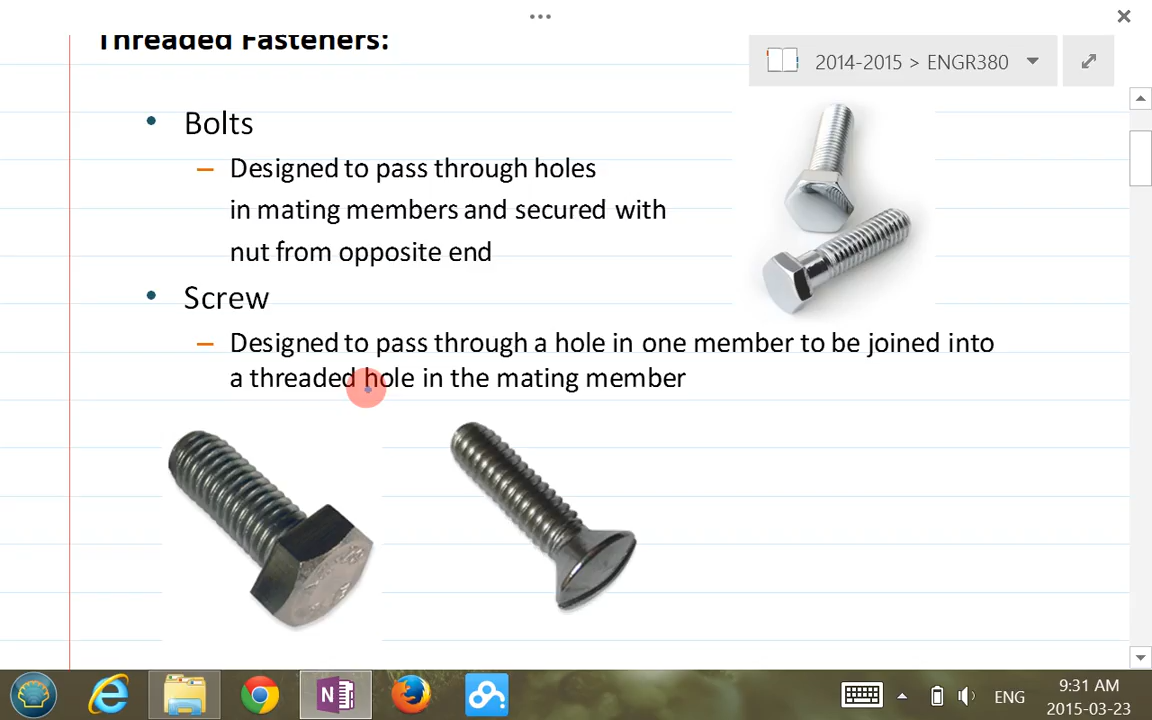 Threaded Fasteners:
2014-2015 > ENGR380
• Bolts
– Designed to pass through holes
in mating members and secured with
nut from opposite end
• Screw
– Designed to pass through a hole in one member to be joined into
a threaded hole in the mating member
N
ENG
9:31 AM
2015-03-23